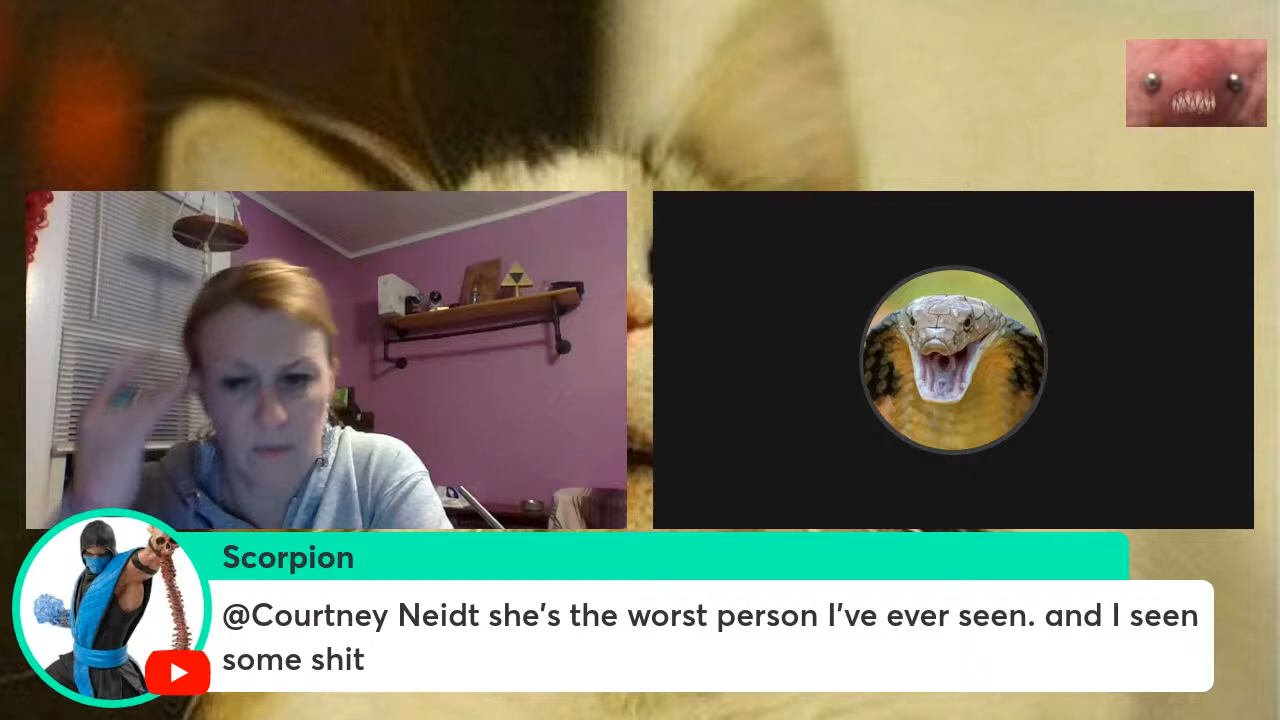 Scorpion
@Courtney Neidt she's the worst person I've ever seen. and I seen
some shit